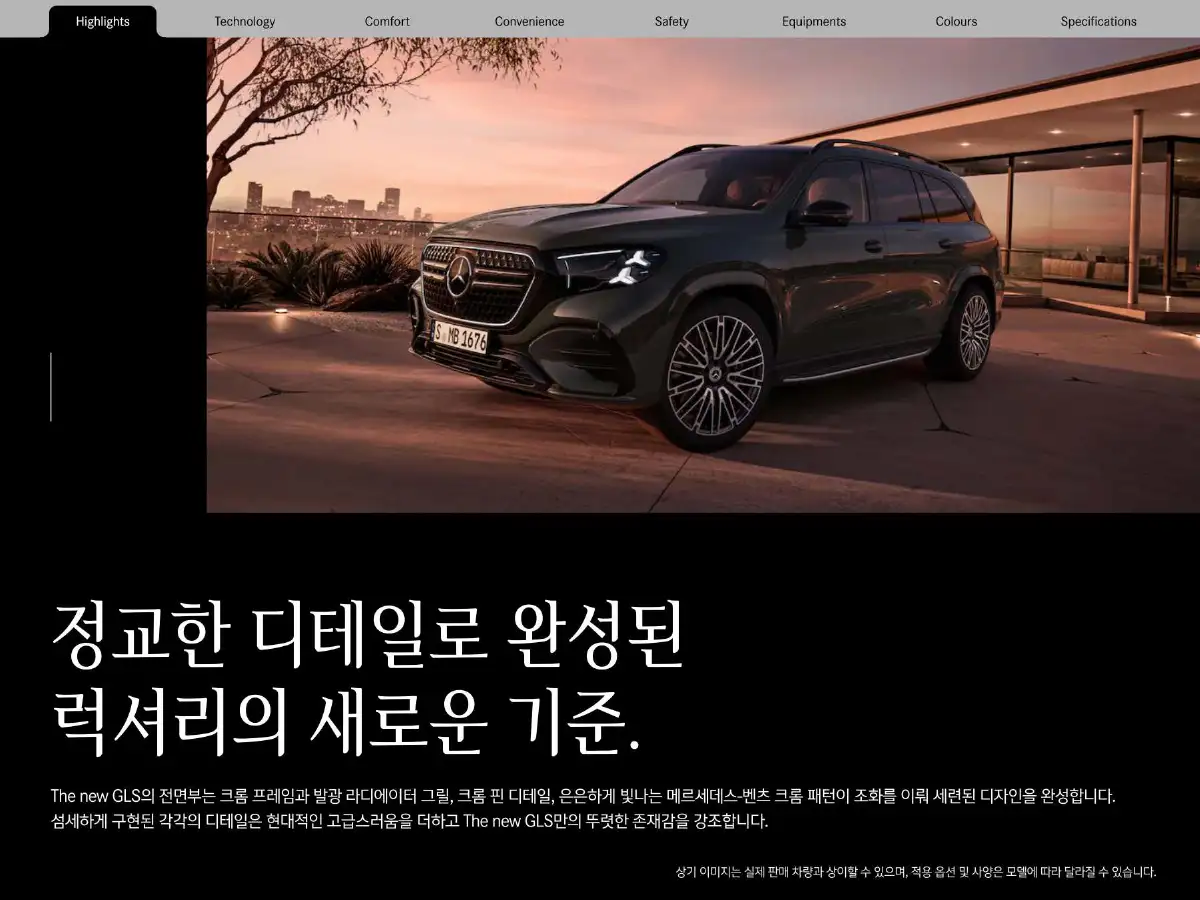 Highlights
Technology
Comfort
Convenience
Safety
Equipments
Colours
Specifications
S MB 1676
정교한 디테일로 완성된
럭셔리의 새로운 기준.
The new GLS의 전면부는 크롬 프레임과 발광 라디에이터 그릴, 크롬 핀 디테일, 은은하게 빛나는 메르세데스-벤츠 크롬 패턴이 조화를 이뤄 세련된 디자인을 완성합니다.
섬세하게 구현된 각각의 디테일은 현대적인 고급스러움을 더하고 The new GLS만의 뚜렷한 존재감을 강조합니다.
상기 이미지는 실제 판매 차량과 상이할 수 있으며, 적용 옵션 및 사양은 모델에 따라 달라질 수 있습니다.